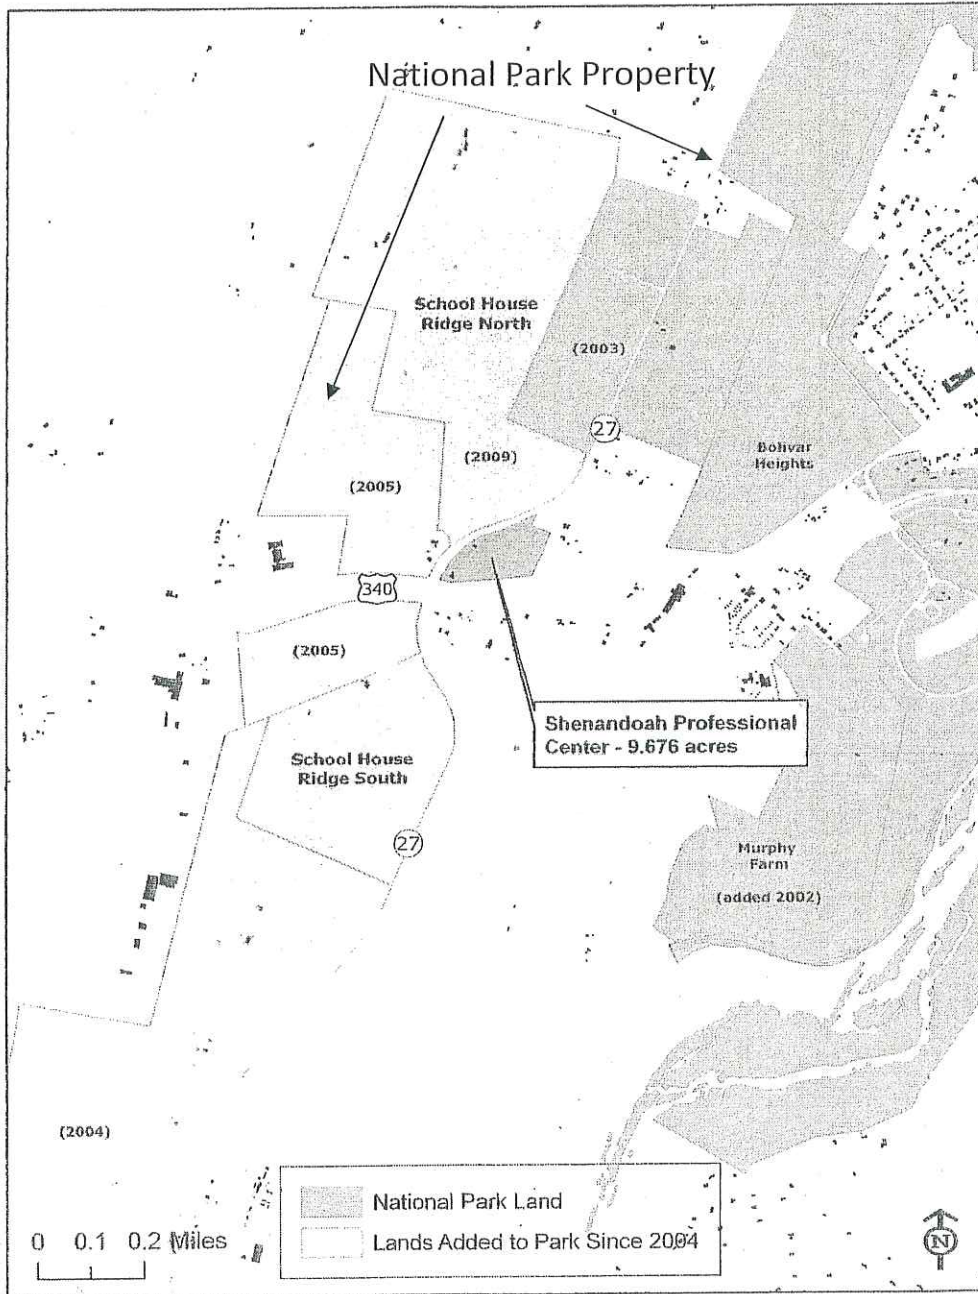 National Park Property
School House
Ridge North
(2003)
27
Bolivar
Heights
(2009)
(2005)
340
(2005)
Shenandoah Professional
Center - 9.676 acres
School House
Ridge South
27
Murphy
Farm
(added 2002)
(2004)
National Park Land
Lands Added to Park Since 2004
0 0.1 0.2 Miles
N